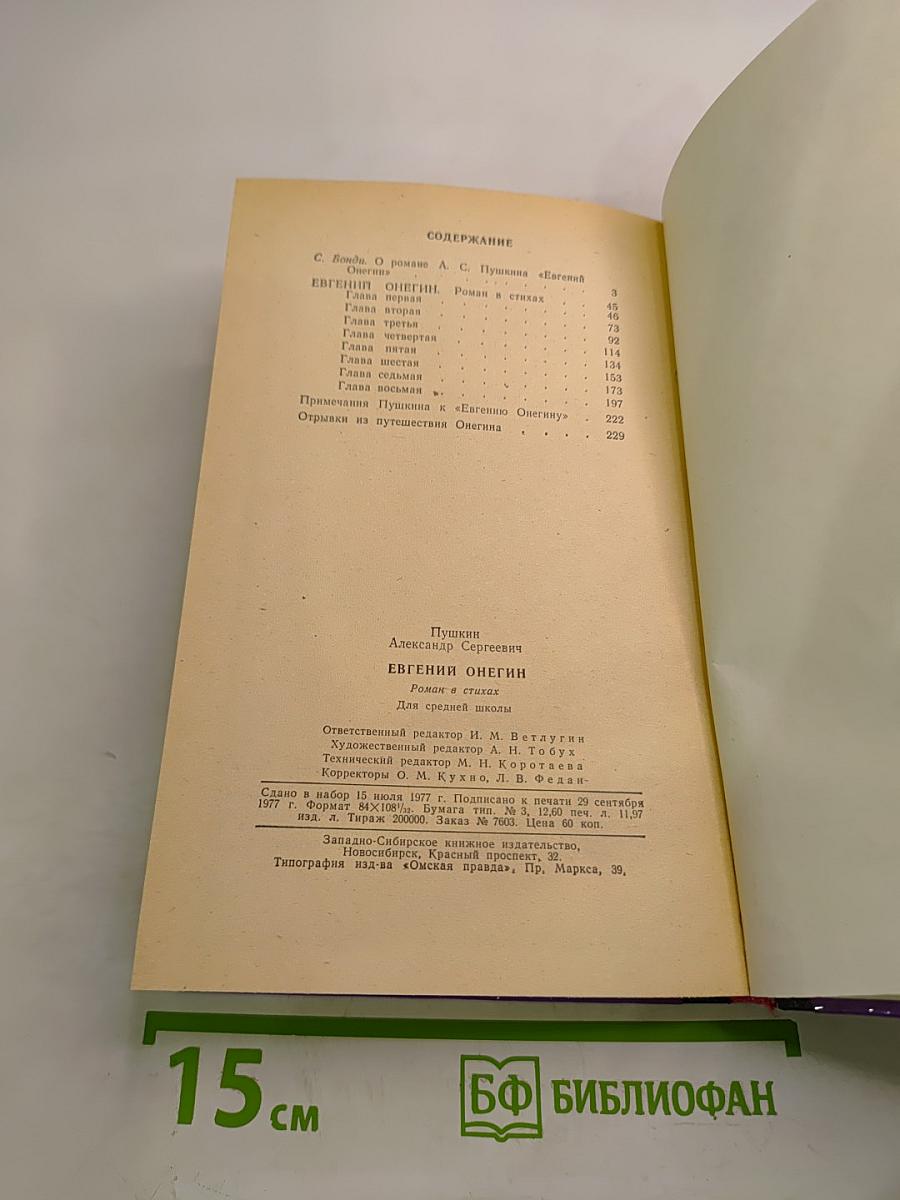 СОДЕРЖАНИЕ
С. Бонди. О романе А. С. Пушкина «Евгений
Онегин» . . . . . . . 3
ЕВГЕНИЙ ОНЕГИН. Роман в стихах . . 45
Глава первая . . . . . . . 46
Глава вторая . . . . . . . 73
Глава третья . . . . . . . 92
Глава четвертая . . . . . . 114
Глава пятая . . . . . . . 134
Глава шестая . . . . . . . 153
Глава седьмая . . . . . . . 173
Глава восьмая . . . . . . . 197
Примечания Пушкина к «Евгению Онегину» . 222
Отрывки из путешествия Онегина . . . . 229
Пушкин
Александр Сергеевич
ЕВГЕНИЙ ОНЕГИН
Роман в стихах
Для средней школы
Ответственный редактор И. М. Ветлугин
Художественный редактор А. Н. Тобух
Технический редактор М. Н. Коротаева
Корректоры О. М. Кухно, Л. В. Федан-
Сдано в набор 15 июля 1977 г. Подписано к печати 29 сентября
1977 г. Формат 84×108¹/₃₂. Бумага тип. № 3, 12,60 печ. л. 11,97
изд. л. Тираж 200000. Заказ № 7603. Цена 60 коп.
Западно-Сибирское книжное издательство,
Новосибирск, Красный проспект, 32.
Типография изд-ва «Омская правда», Пр. Маркса, 39.
15 см
БФ БИБЛИОФАН